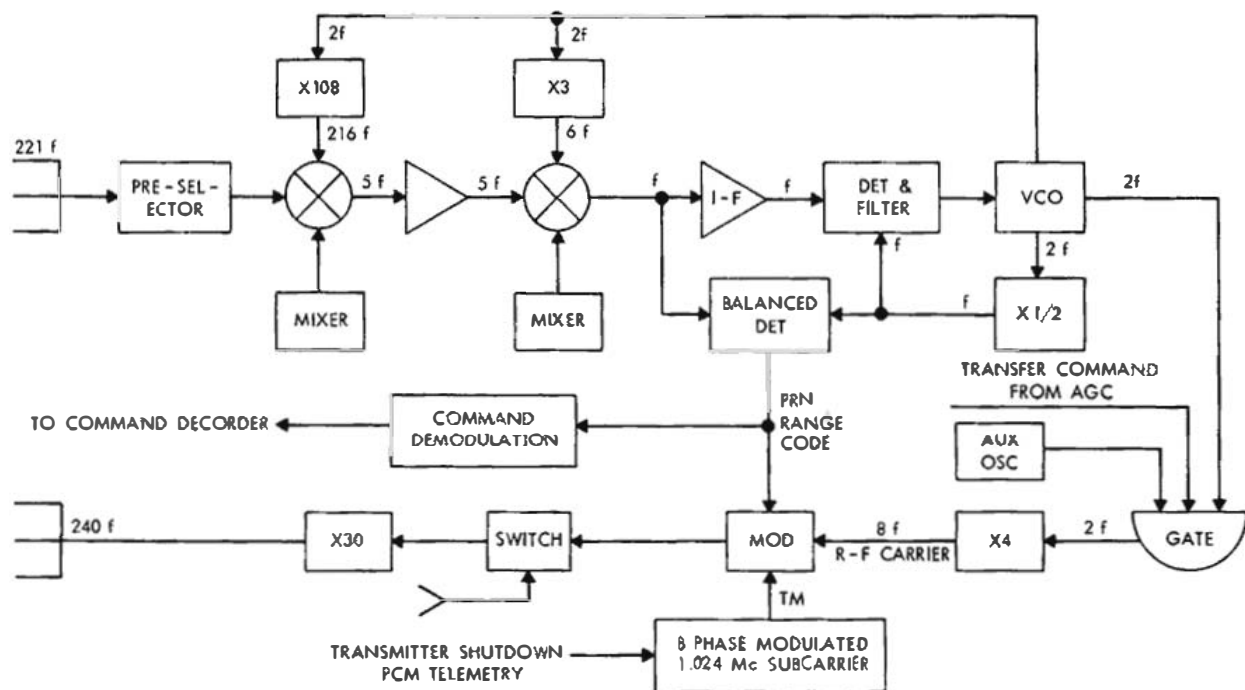 2f
2f
X108
X3
221 f
216 f
6f
PRE-SEL-
ECTOR
5 f
5 f
f
I-F
f
DET &
FILTER
VCO
2f
f
2 f
MIXER
MIXER
BALANCED
DET
f
X 1/2
TRANSFER COMMAND
FROM AGC
TO COMMAND DECORDER
COMMAND
DEMODULATION
PRN
RANGE
CODE
AUX
OSC
240 f
X30
SWITCH
MOD
8 f
R-F CARRIER
X4
2 f
GATE
TM
TRANSMITTER SHUTDOWN
PCM TELEMETRY
B PHASE MODULATED
1.024 Mc SUBCARRIER